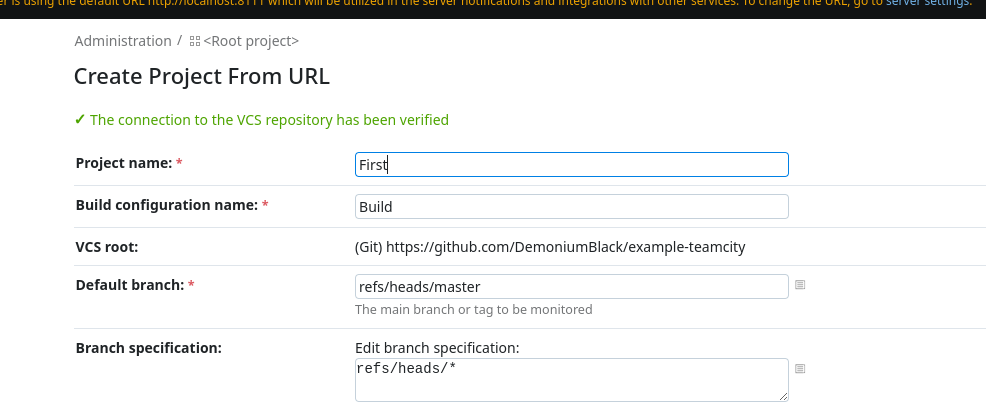 er is using the default URL http://localhost:8111 which will be utilized in the server notifications and integrations with other services. To change the URL, go to server settings.
Administration / <Root project>
Create Project From URL
✓ The connection to the VCS repository has been verified
Project name: * First
Build configuration name: * Build
VCS root: (Git) https://github.com/DemoniumBlack/example-teamcity
Default branch: * refs/heads/master
The main branch or tag to be monitored
Branch specification: Edit branch specification:
refs/heads/*